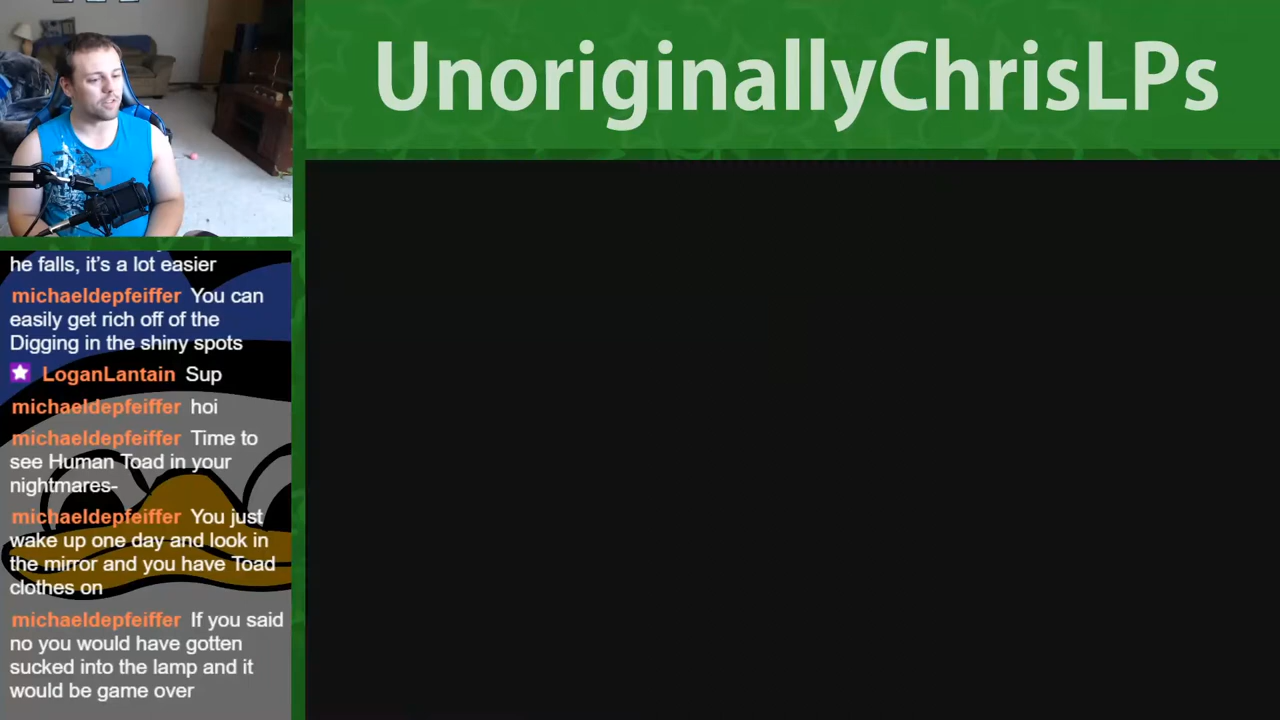 UnoriginallyChrisLPs
he falls, it's a lot easier
michaeldepfeiffer You can
easily get rich off of the
Digging in the shiny spots
LoganLantain Sup
michaeldepfeiffer hoi
michaeldepfeiffer Time to
see Human Toad in your
nightmares-
michaeldepfeiffer You just
wake up one day and look in
the mirror and you have Toad
clothes on
michaeldepfeiffer If you said
no you would have gotten
sucked into the lamp and it
would be game over